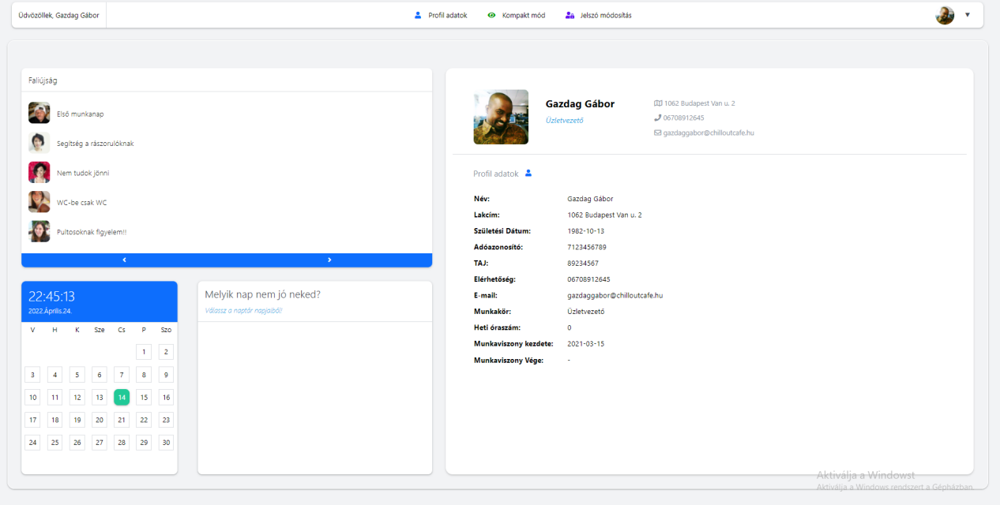 Üdvözöllek, Gazdag Gábor
Profil adatok
Kompakt mód
Jelszó módosítás
Faliújság
Első munkanap
Segítség a rászorulóknak
Nem tudok jönni
WC-be csak WC
Pultosoknak figyelem!!
22:45:13
2022.Április.24.
V H K Sze Cs P Szo
1 2
3 4 5 6 7 8 9
10 11 12 13 14 15 16
17 18 19 20 21 22 23
24 25 26 27 28 29 30
Melyik nap nem jó neked?
Válassz a naptár napjaiból!
Gazdag Gábor
Üzletvezető
1062 Budapest Van u. 2
06708912645
gazdaggabor@chilloutcafe.hu
Profil adatok
Név: Gazdag Gábor
Lakcím: 1062 Budapest Van u. 2
Születési Dátum: 1982-10-13
Adóazonosító: 7123456789
TAJ: 89234567
Elérhetőség: 06708912645
E-mail: gazdaggabor@chilloutcafe.hu
Munkakör: Üzletvezető
Heti óraszám: 0
Munkaviszony kezdete: 2021-03-15
Munkaviszony Vége: -
Aktiválja a Windowst
Aktiválja a Windows rendszert a Gépházban.